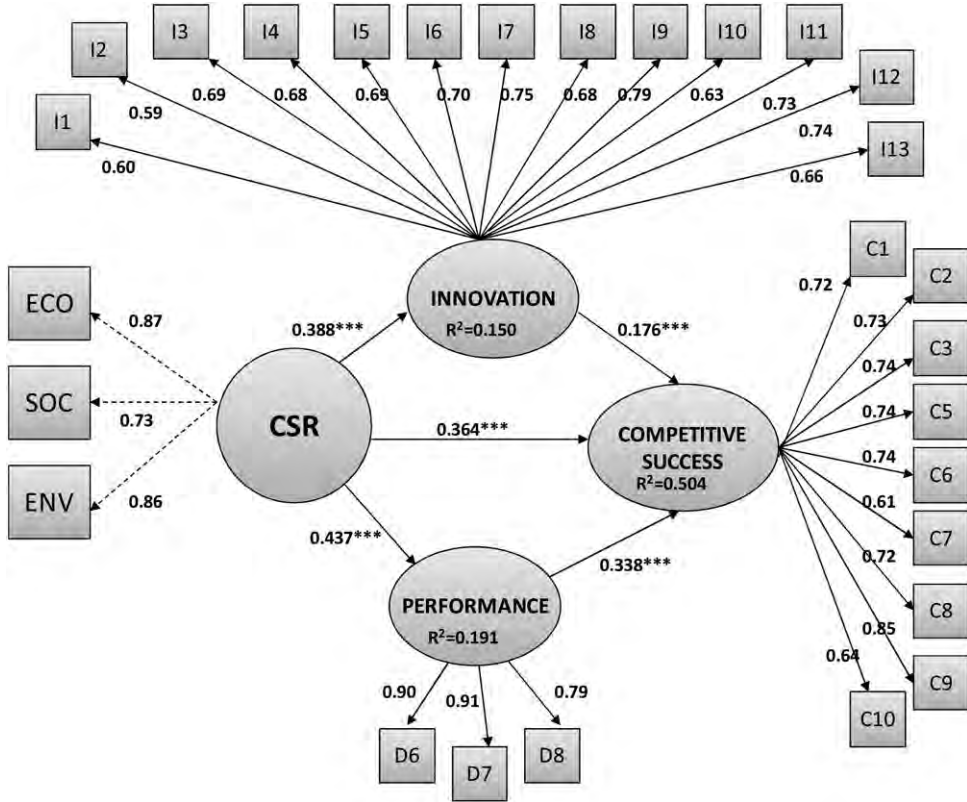 I1
I2
I3
I4
I5
I6
I7
I8
I9
I10
I11
I12
I13
0.60
0.59
0.69
0.68
0.69
0.70
0.75
0.68
0.79
0.63
0.73
0.74
0.66
ECO
SOC
ENV
0.87
0.73
0.86
CSR
0.388***
0.364***
0.437***
INNOVATION
R²=0.150
0.176***
COMPETITIVE
SUCCESS
R²=0.504
PERFORMANCE
R²=0.191
0.338***
0.90
0.91
0.79
D6
D7
D8
C1
C2
C3
C5
C6
C7
C8
C9
C10
0.72
0.73
0.74
0.74
0.74
0.61
0.72
0.85
0.64